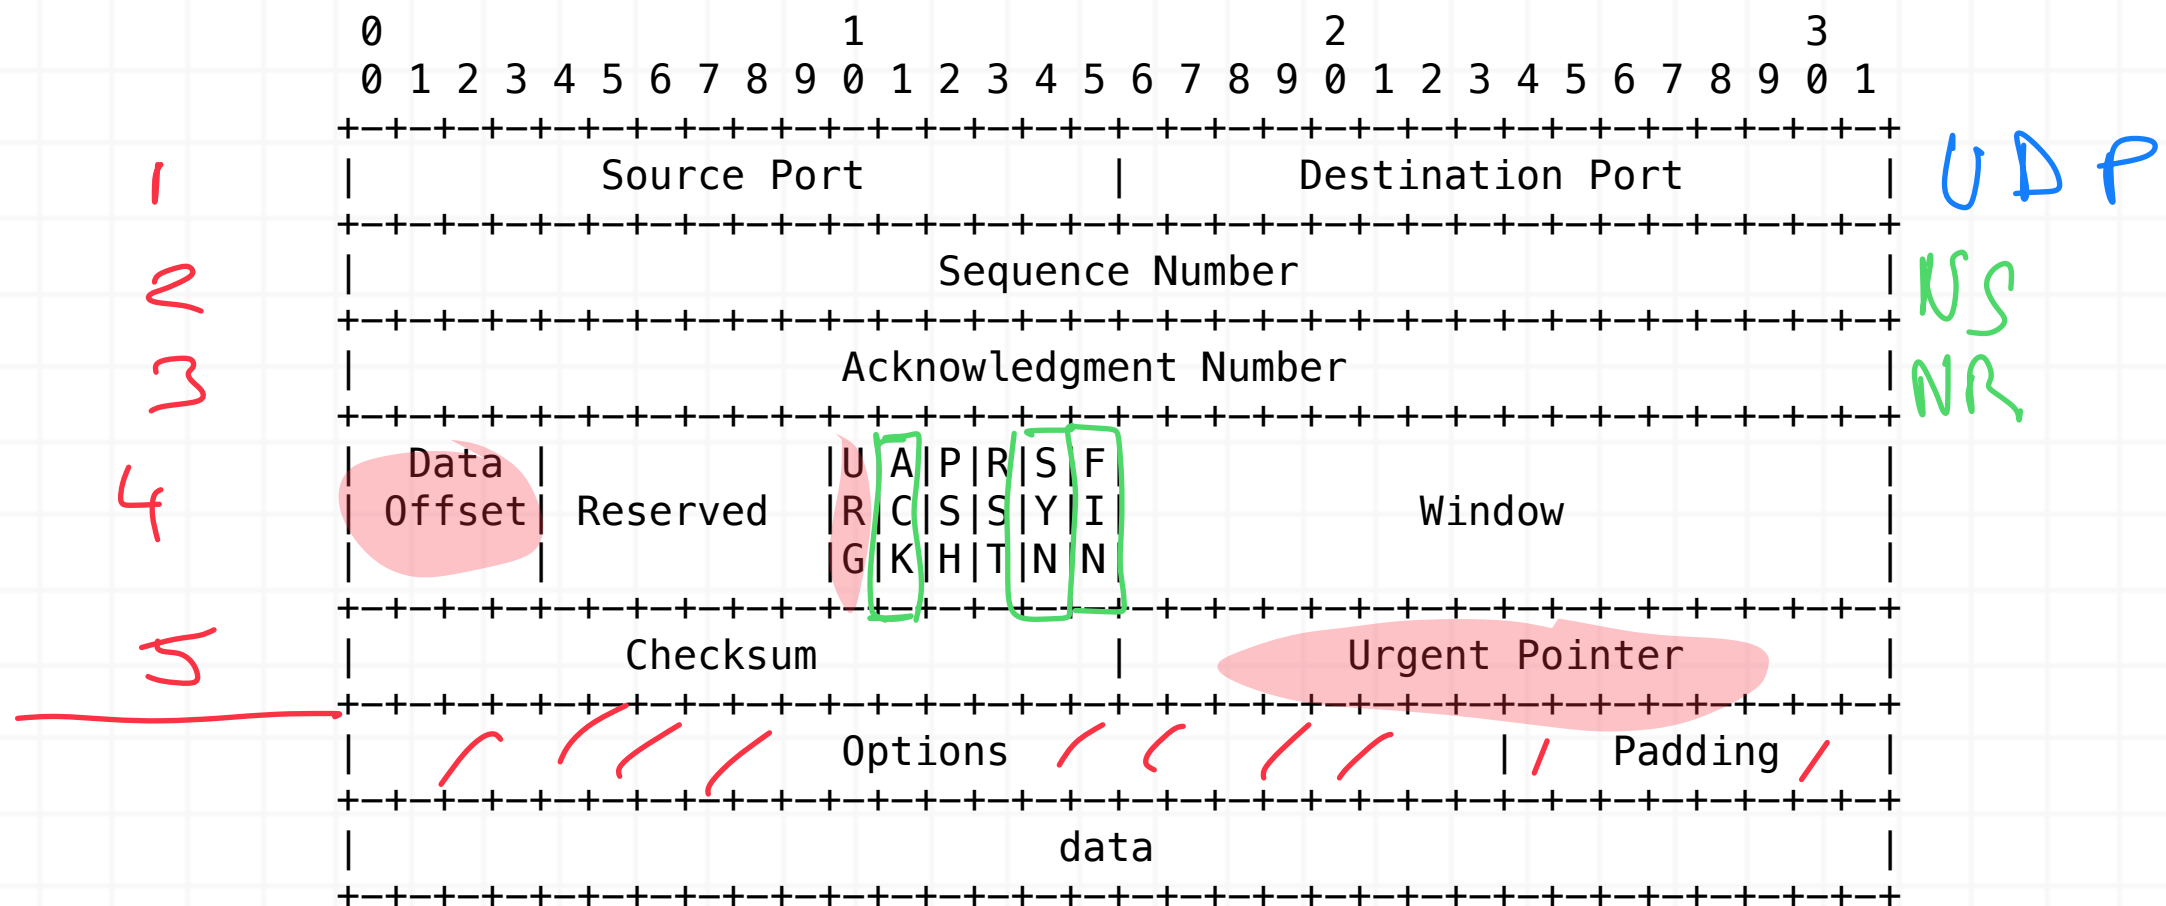 0                   1                   2                   3
0 1 2 3 4 5 6 7 8 9 0 1 2 3 4 5 6 7 8 9 0 1 2 3 4 5 6 7 8 9 0 1
+-+-+-+-+-+-+-+-+-+-+-+-+-+-+-+-+-+-+-+-+-+-+-+-+-+-+-+-+-+-+-+-+
1 | Source Port | Destination Port | UDP
+-+-+-+-+-+-+-+-+-+-+-+-+-+-+-+-+-+-+-+-+-+-+-+-+-+-+-+-+-+-+-+-+
2 | Sequence Number | NS
+-+-+-+-+-+-+-+-+-+-+-+-+-+-+-+-+-+-+-+-+-+-+-+-+-+-+-+-+-+-+-+-+
3 | Acknowledgment Number | NR
+-+-+-+-+-+-+-+-+-+-+-+-+-+-+-+-+-+-+-+-+-+-+-+-+-+-+-+-+-+-+-+-+
| Data | |U|A|P|R|S|F| |
4 | Offset| Reserved |R|C|S|S|Y|I| Window |
| | |G|K|H|T|N|N| |
+-+-+-+-+-+-+-+-+-+-+-+-+-+-+-+-+-+-+-+-+-+-+-+-+-+-+-+-+-+-+-+-+
5 | Checksum | Urgent Pointer |
+-+-+-+-+-+-+-+-+-+-+-+-+-+-+-+-+-+-+-+-+-+-+-+-+-+-+-+-+-+-+-+-+
| Options | Padding |
+-+-+-+-+-+-+-+-+-+-+-+-+-+-+-+-+-+-+-+-+-+-+-+-+-+-+-+-+-+-+-+-+
| data |
+-+-+-+-+-+-+-+-+-+-+-+-+-+-+-+-+-+-+-+-+-+-+-+-+-+-+-+-+-+-+-+-+